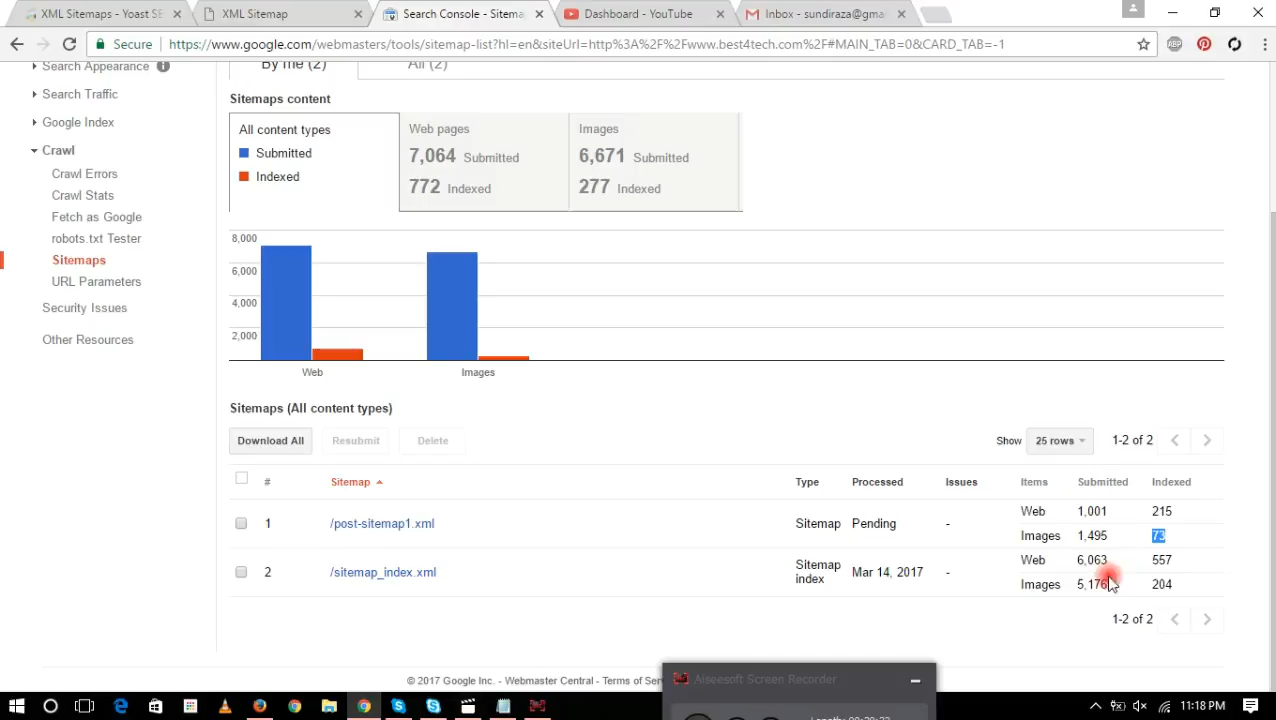 XML Sitemaps - Yoast SE
XML Sitemap
Search Console - Sitema
Dashboard - YouTube
Inbox - sundiraza@gma
Secure https://www.google.com/webmasters/tools/sitemap-list?hl=en&siteUrl=http%3A%2F%2Fwww.best4tech.com%2F#MAIN_TAB=0&CARD_TAB=-1
ABP
Search Appearance
Search Traffic
Google Index
Crawl
Crawl Errors
Crawl Stats
Fetch as Google
robots.txt Tester
Sitemaps
URL Parameters
Security Issues
Other Resources
By me (2) All (2)
Sitemaps content
All content types
Submitted
Indexed
Web pages
7,064 Submitted
772 Indexed
Images
6,671 Submitted
277 Indexed
8,000
6,000
4,000
2,000
Web Images
Sitemaps (All content types)
Download All Resubmit Delete Show 25 rows 1-2 of 2
# Sitemap Type Processed Issues Items Submitted Indexed
1 /post-sitemap1.xml Sitemap Pending - Web 1,001 215
Images 1,495 73
2 /sitemap_index.xml Sitemap index Mar 14, 2017 - Web 6,063 557
Images 5,176 204
1-2 of 2
© 2017 Google Inc. - Webmaster Central - Terms of Ser
Aiseesoft Screen Recorder
11:18 PM